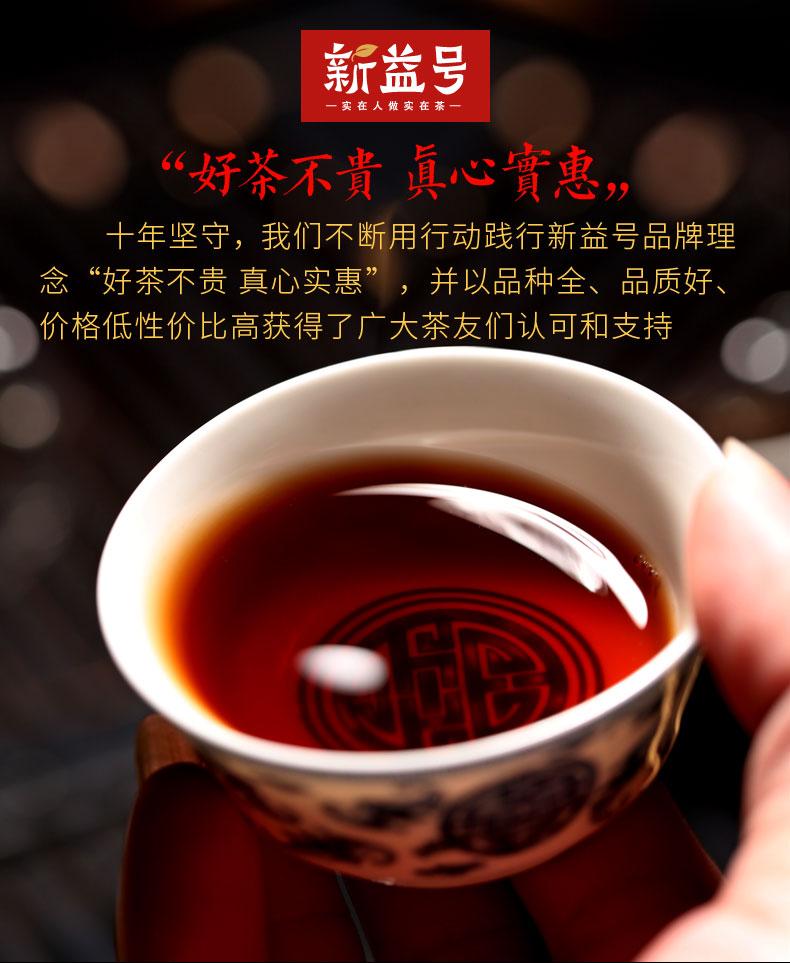 新益号
—实在人做实在茶—
“好茶不貴 真心實惠”
十年坚守，我们不断用行动践行新益号品牌理
念“好茶不贵 真心实惠”，并以品种全、品质好、
价格低性价比高获得了广大茶友们认可和支持